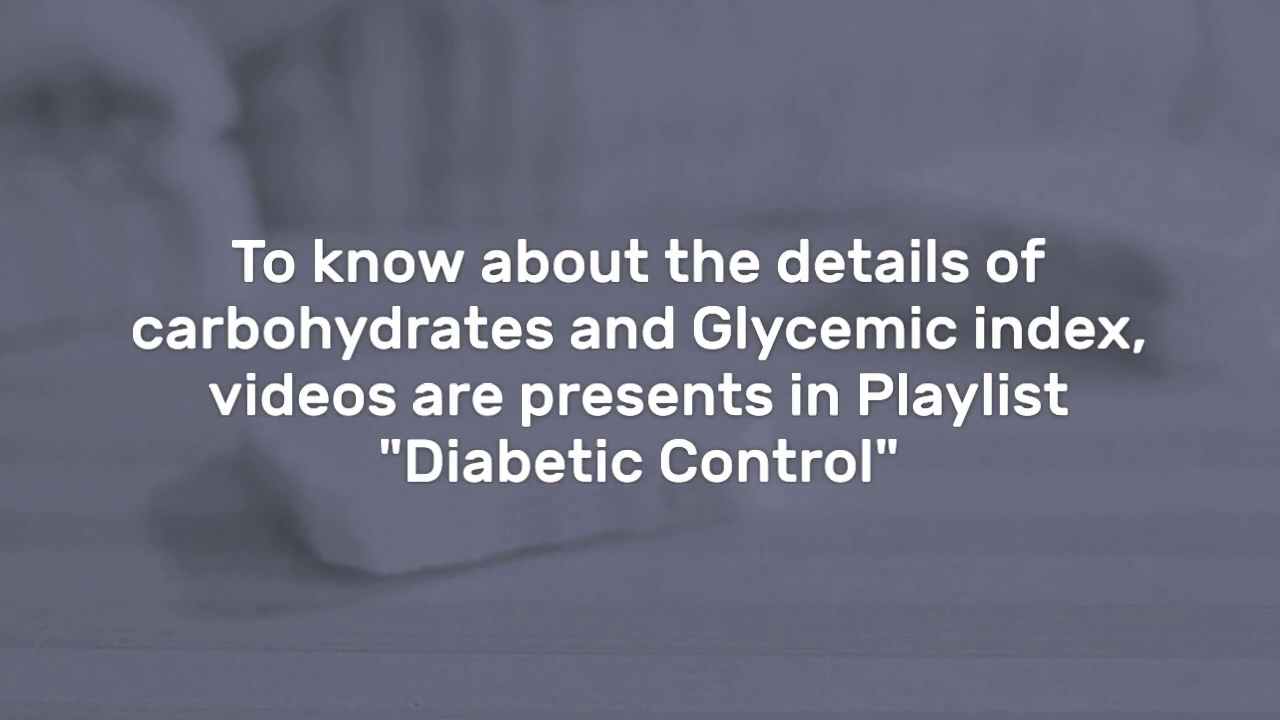 To know about the details of
carbohydrates and Glycemic index,
videos are presents in Playlist
"Diabetic Control"